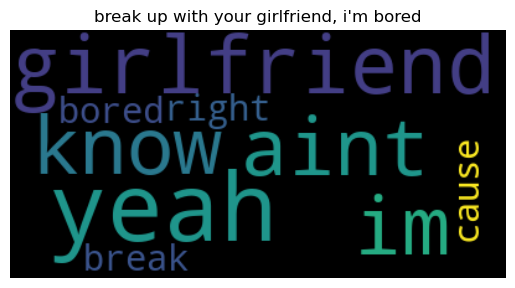 break up with your girlfriend, i'm bored
girlfriend
bored right
know aint
cause
yeah im
break